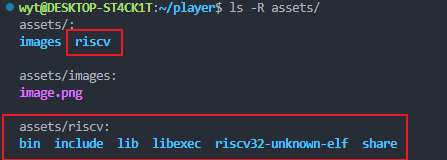 wyt@DESKTOP-ST4CK1T:~/player$ ls -R assets/
assets/:
images  riscv
assets/images:
image.png
assets/riscv:
bin  include  lib  libexec  riscv32-unknown-elf  share